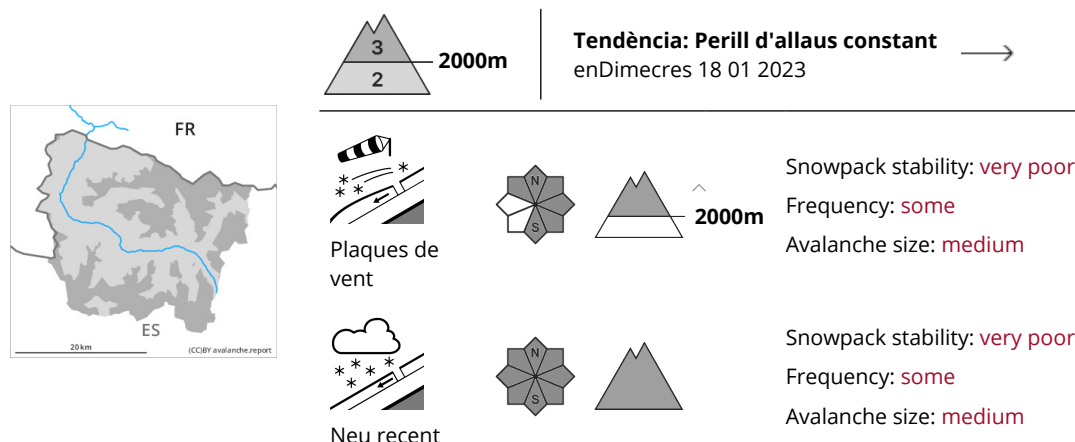 3
2
2000m
Tendència: Perill d'allaus constant
enDimecres 18 01 2023
FR
ES
20 km
(CC)BY avalanche.report
N
S
2000m
Plaques de
vent
Snowpack stability: very poor
Frequency: some
Avalanche size: medium
N
S
Neu recent
Snowpack stability: very poor
Frequency: some
Avalanche size: medium